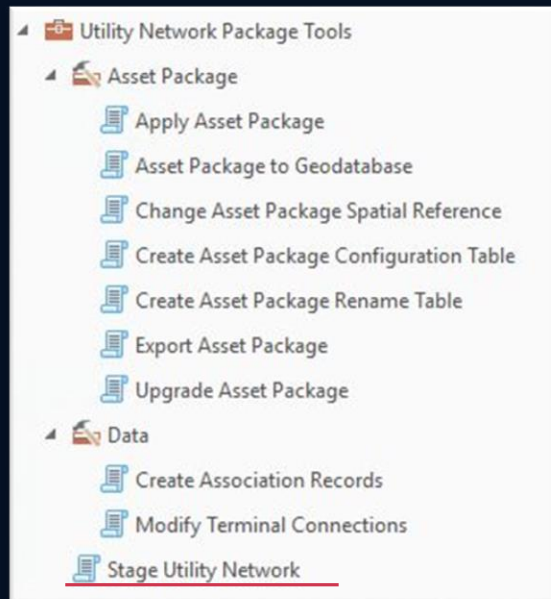 Utility Network Package Tools
Asset Package
Apply Asset Package
Asset Package to Geodatabase
Change Asset Package Spatial Reference
Create Asset Package Configuration Table
Create Asset Package Rename Table
Export Asset Package
Upgrade Asset Package
Data
Create Association Records
Modify Terminal Connections
Stage Utility Network